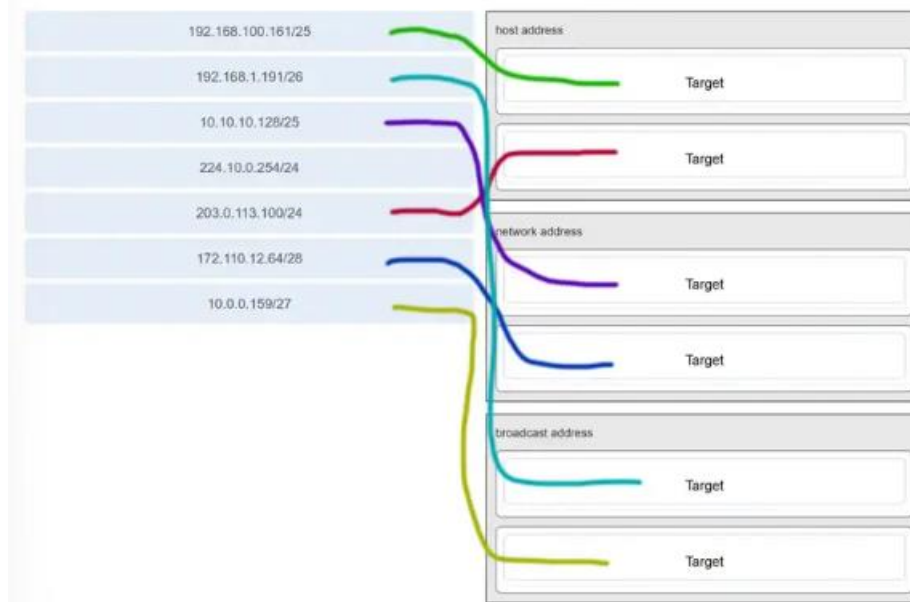 192.168.100.161/25
192.168.1.191/26
10.10.10.128/25
224.10.0.254/24
203.0.113.100/24
172.110.12.64/28
10.0.0.159/27
host address
Target
Target
network address
Target
Target
broadcast address
Target
Target